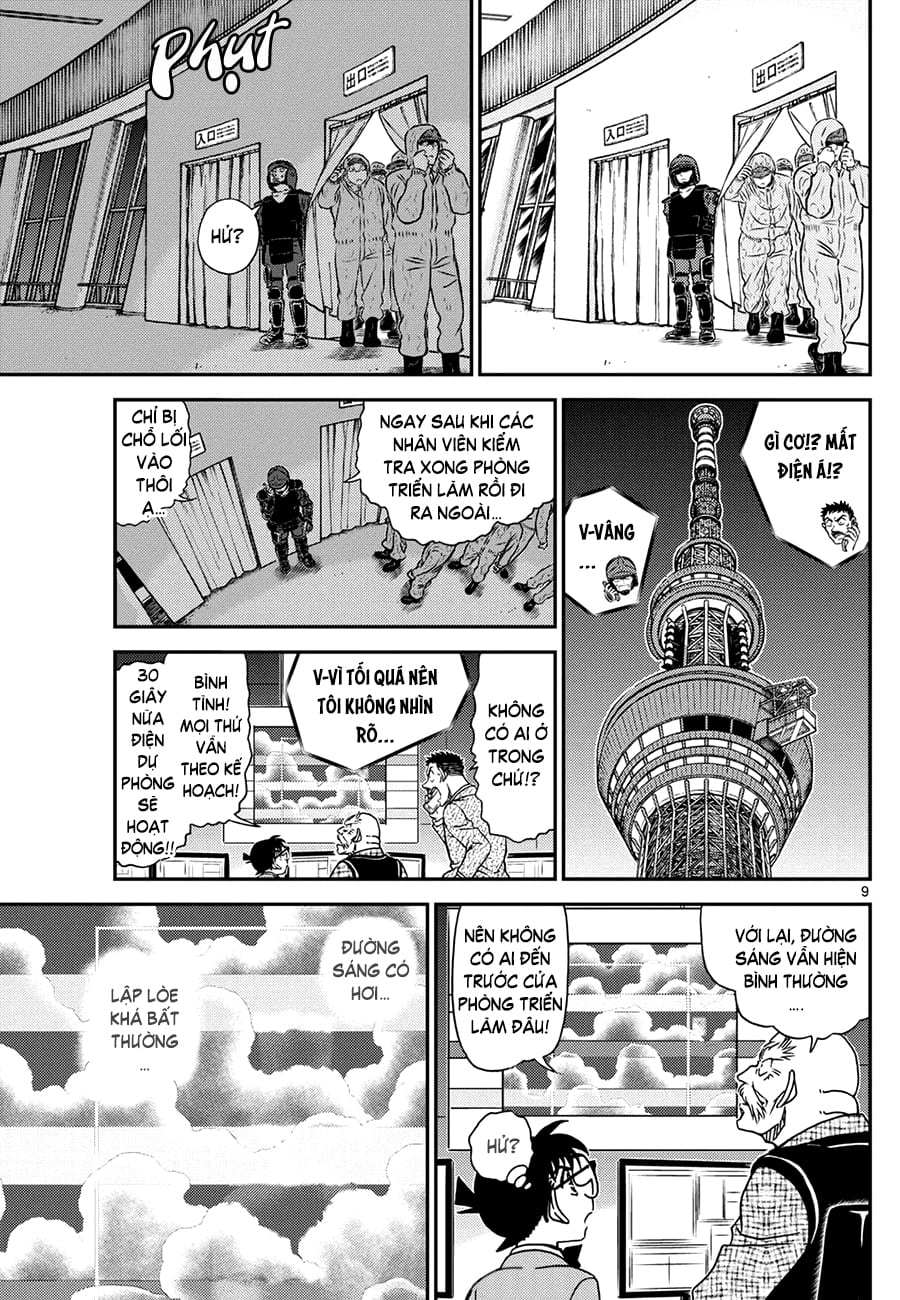 出口
入口
Phụt
出口
入口
HỬ?
GÌ CƠ!? MẤT
ĐIỆN Á!?
V-VÂNG
...
NGAY SAU KHI CÁC
NHÂN VIÊN KIỂM
TRA XONG PHÒNG
TRIỂN LÃM RỒI ĐI
RA NGOÀI...
CHỈ BỊ
CHỖ LỐI
VÀO
THÔI
Ạ...
KHÔNG
CÓ AI Ở
TRONG
CHỨ!?
V-VÌ TỐI QUÁ NÊN
TÔI KHÔNG NHÌN
RÕ...
BÌNH
TĨNH!
MỌI THỨ
VẪN
THEO KẾ
HOẠCH!
30
GIÂY
NỮA
ĐIỆN
DỰ
PHÒNG
SẼ
HOẠT
ĐỘNG!!
9
VỚI LẠI, ĐƯỜNG
SÁNG VẪN HIỆN
BÌNH THƯỜNG
....
NÊN KHÔNG
CÓ AI ĐẾN
TRƯỚC CỬA
PHÒNG TRIỂN
LÃM ĐÂU!
HỬ?
ĐƯỜNG
SÁNG CÓ
HƠI...
LẬP LÒE
KHÁ BẤT
THƯỜNG
...